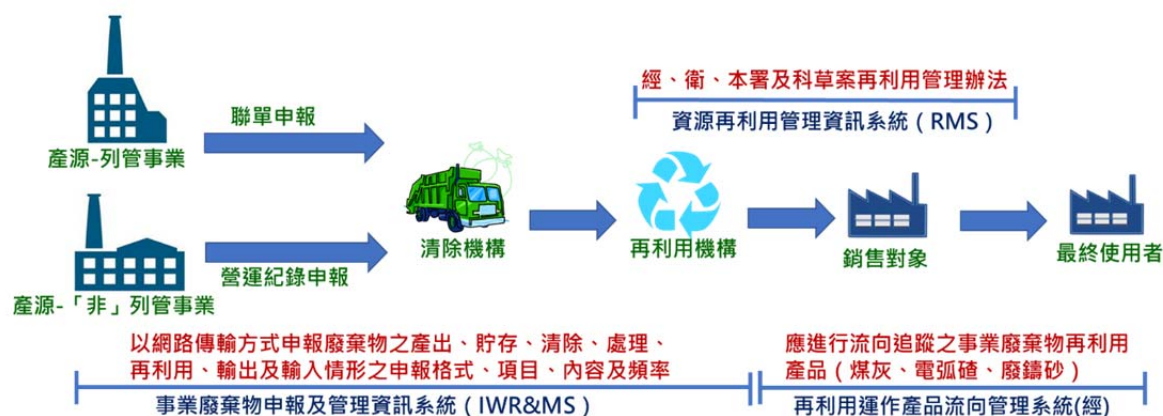 經、衛、本署及科草案再利用管理辦法
資源再利用管理資訊系統（RMS）
聯單申報
產源-列管事業
清除機構
再利用機構
銷售對象
最終使用者
營運紀錄申報
產源-「非」列管事業
以網路傳輸方式申報廢棄物之產出、貯存、清除、處理、
再利用、輸出及輸入情形之申報格式、項目、內容及頻率
事業廢棄物申報及管理資訊系統（IWR&MS）
應進行流向追蹤之事業廢棄物再利用
產品（煤灰、電弧碴、廢鑄砂）
再利用運作產品流向管理系統(經)